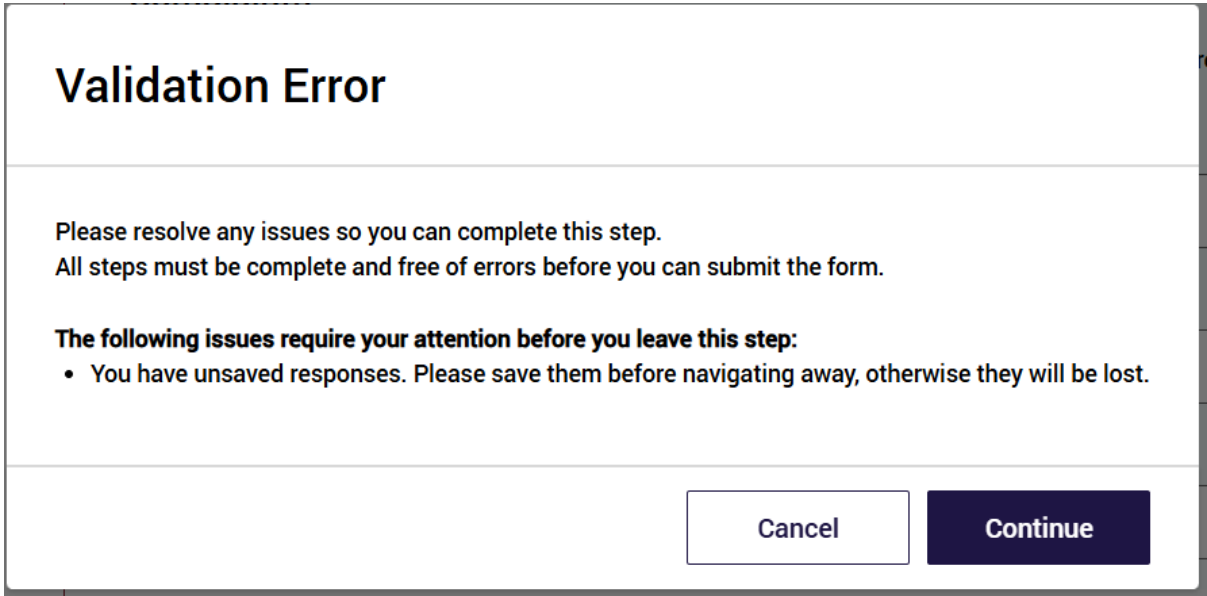 Validation Error
Please resolve any issues so you can complete this step.
All steps must be complete and free of errors before you can submit the form.
The following issues require your attention before you leave this step:
• You have unsaved responses. Please save them before navigating away, otherwise they will be lost.
Cancel
Continue